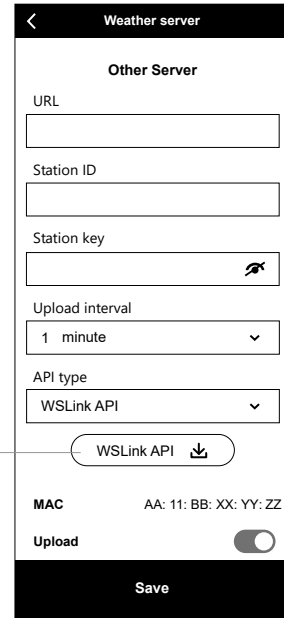 Weather server
Other Server
URL
Station ID
Station key
Upload interval
1 minute
API type
WSLink API
WSLink API
MAC AA: 11: BB: XX: YY: ZZ
Upload
Save